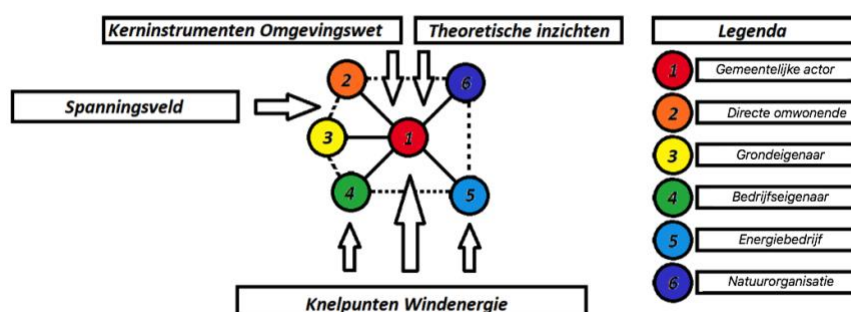 Kerninstrumenten Omgevingswet
Theoretische inzichten
Legenda
Spanningsveld
2
6
3
1
4
5
Knelpunten Windenergie
1 Gemeentelijke actor
2 Directe omwonende
3 Grondeigenaar
4 Bedrijfseigenaar
5 Energiebedrijf
6 Natuurorganisatie